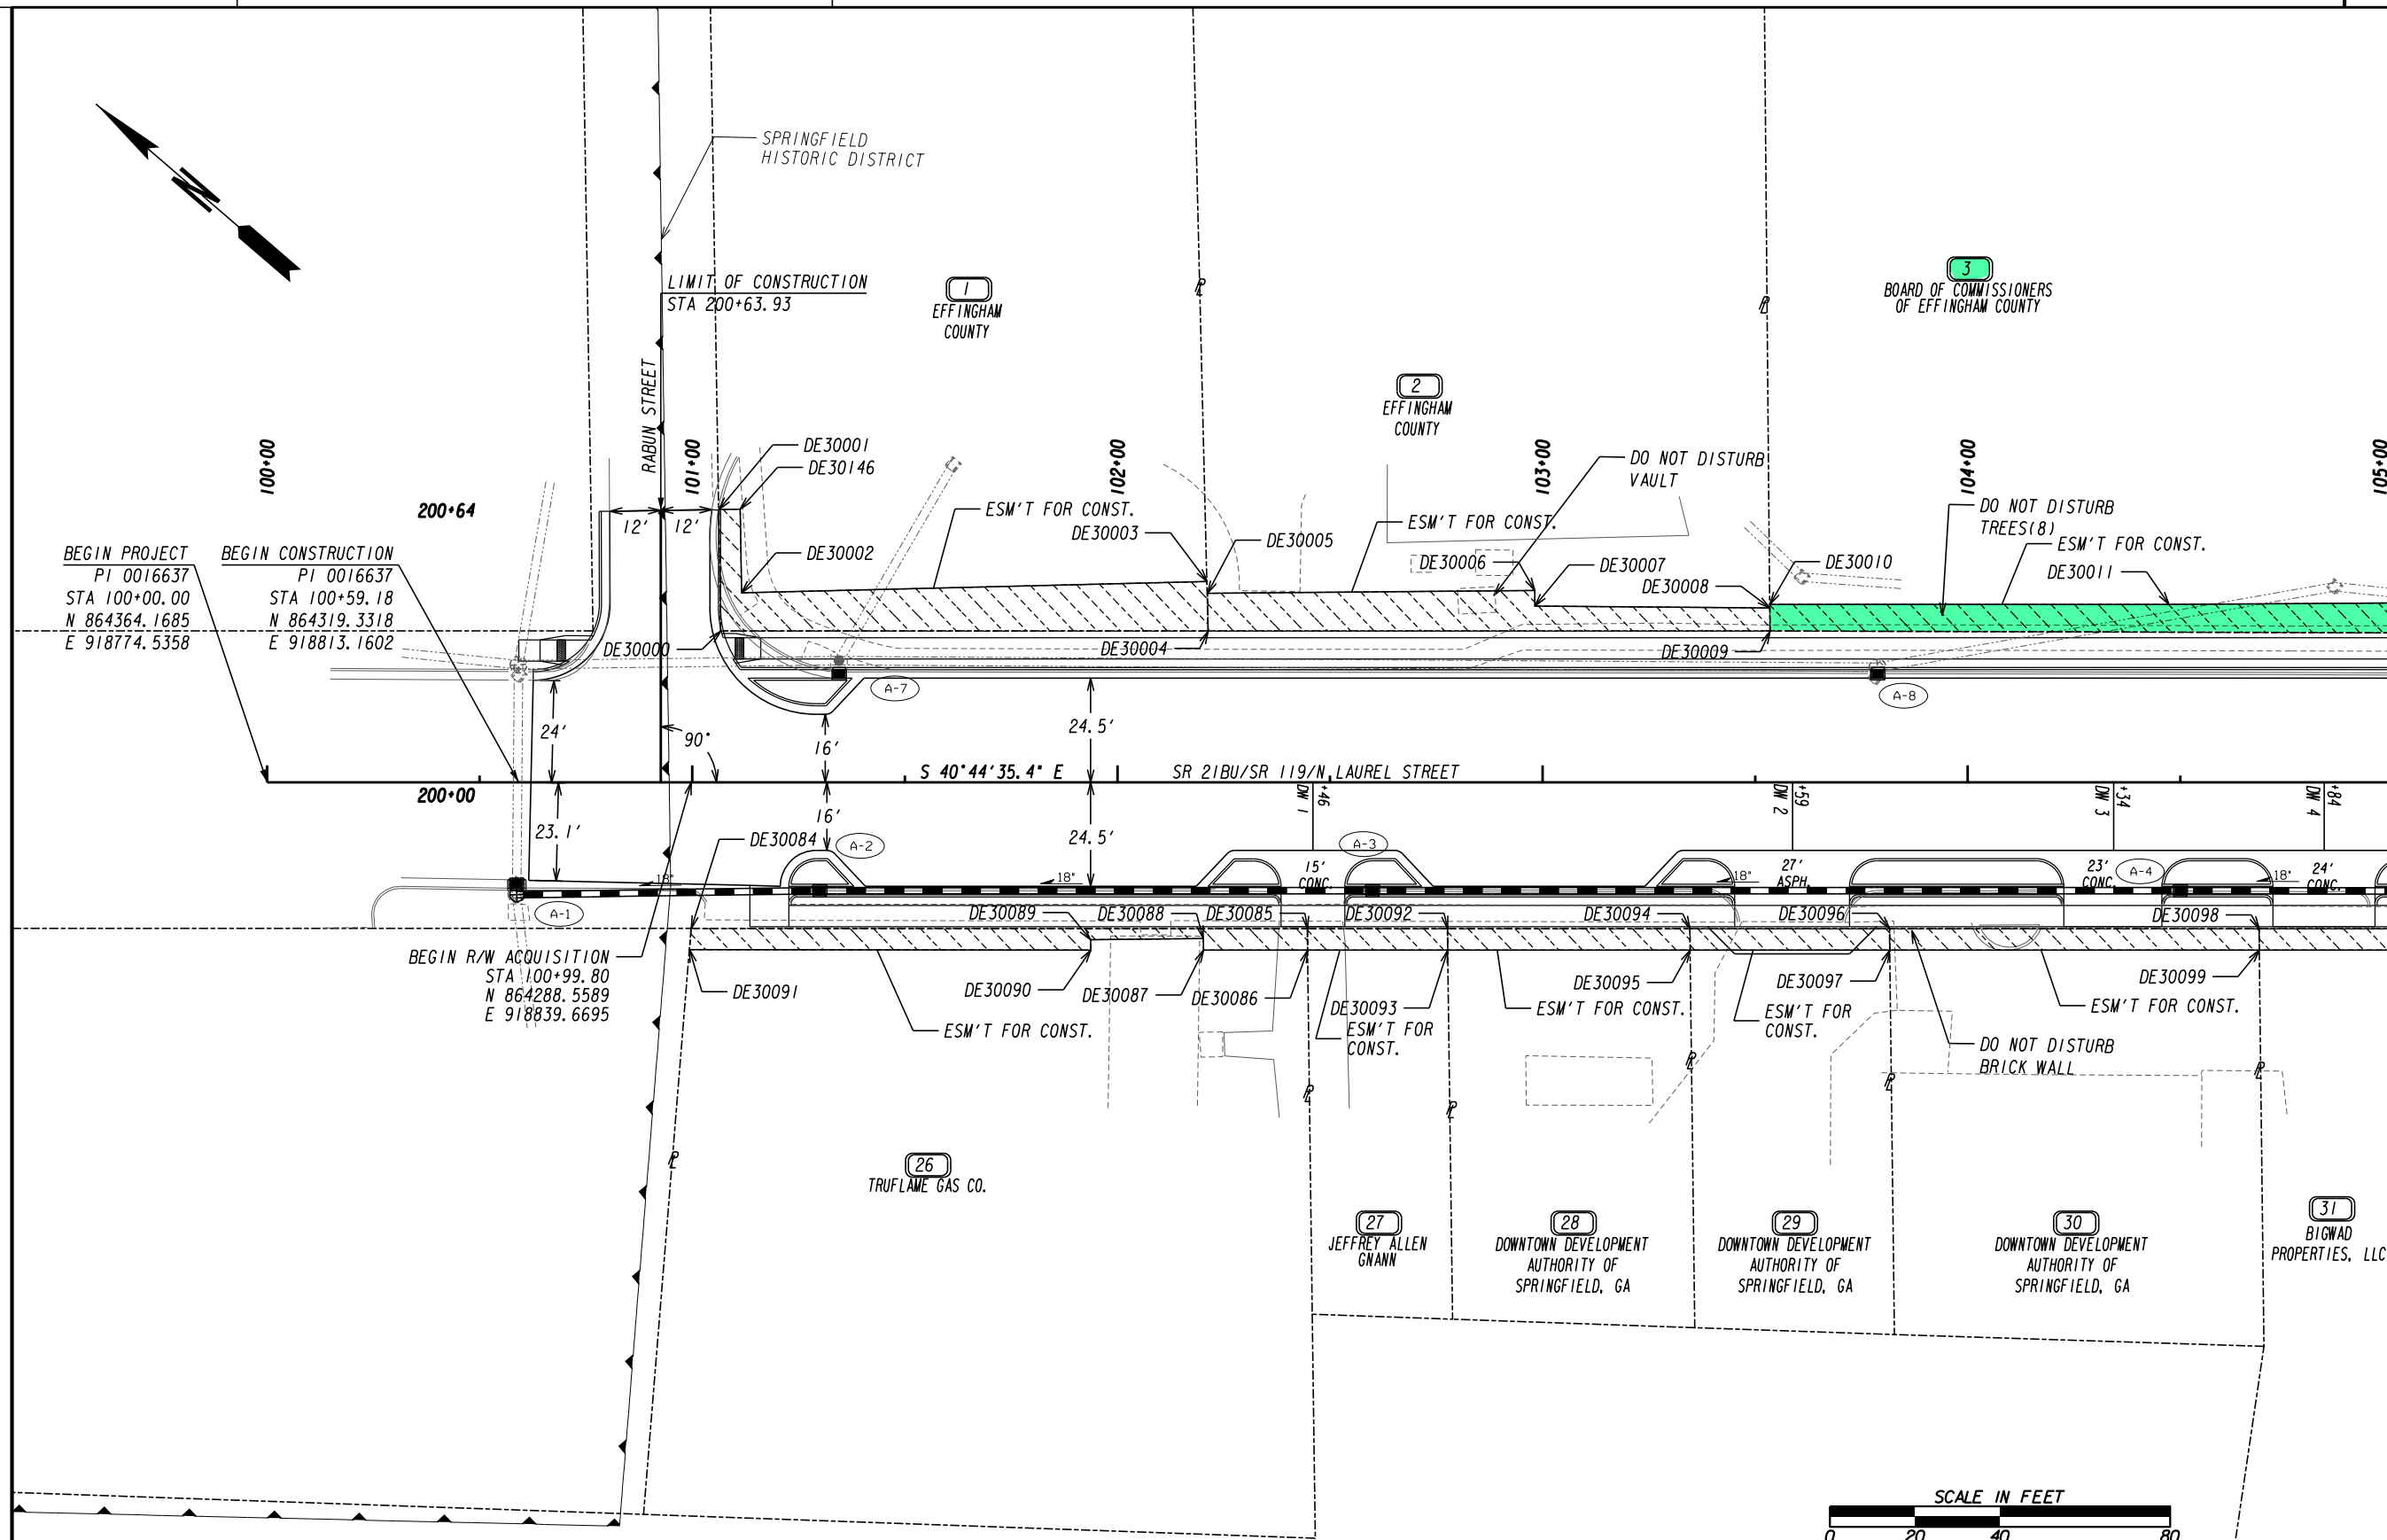 SPRINGFIELD
HISTORIC DISTRICT
N
LIMIT OF CONSTRUCTION
STA 200+63.93
RABUN STREET
1
EFFINGHAM
COUNTY
2
EFFINGHAM
COUNTY
3
BOARD OF COMMISSIONERS
OF EFFINGHAM COUNTY
100+00
101+00
102+00
103+00
104+00
105+00
200+64
12'
12'
DE30001
DE30146
ESM'T FOR CONST.
DE30002
DE30003
DE30005
ESM'T FOR CONST.
DO NOT DISTURB
VAULT
DE30006
DE30007
DE30008
DE30010
DO NOT DISTURB
TREES(8)
ESM'T FOR CONST.
DE30011
BEGIN PROJECT
PI 0016637
STA 100+00.00
N 864364.1685
E 918774.5358
BEGIN CONSTRUCTION
PI 0016637
STA 100+59.18
N 864319.3318
E 918813.1602
DE30000
DE30004
DE30009
A-7
A-8
24'
90°
16'
24.5'
S 40°44'35.4" E
SR 21BU/SR 119/N LAUREL STREET
200+00
23.1'
16'
24.5'
+46
DW 1
+59
DW 2
+34
DW 3
+84
DW 4
DE30084
A-2
A-3
A-4
A-1
18"
18"
18"
18"
15'
CONC.
27'
ASPH.
23'
CONC.
24'
CONC.
DE30089
DE30088
DE30085
DE30092
DE30094
DE30096
DE30098
BEGIN R/W ACQUISITION
STA 100+99.80
N 864288.5589
E 918839.6695
DE30091
DE30090
DE30087
DE30086
DE30093
DE30095
DE30097
DE30099
ESM'T FOR CONST.
ESM'T FOR
CONST.
ESM'T FOR CONST.
ESM'T FOR
CONST.
ESM'T FOR CONST.
DO NOT DISTURB
BRICK WALL
26
TRUFLAME GAS CO.
27
JEFFREY ALLEN
GNANN
28
DOWNTOWN DEVELOPMENT
AUTHORITY OF
SPRINGFIELD, GA
29
DOWNTOWN DEVELOPMENT
AUTHORITY OF
SPRINGFIELD, GA
30
DOWNTOWN DEVELOPMENT
AUTHORITY OF
SPRINGFIELD, GA
31
BIGWAD
PROPERTIES, LLC
SCALE IN FEET
0 20 40 80